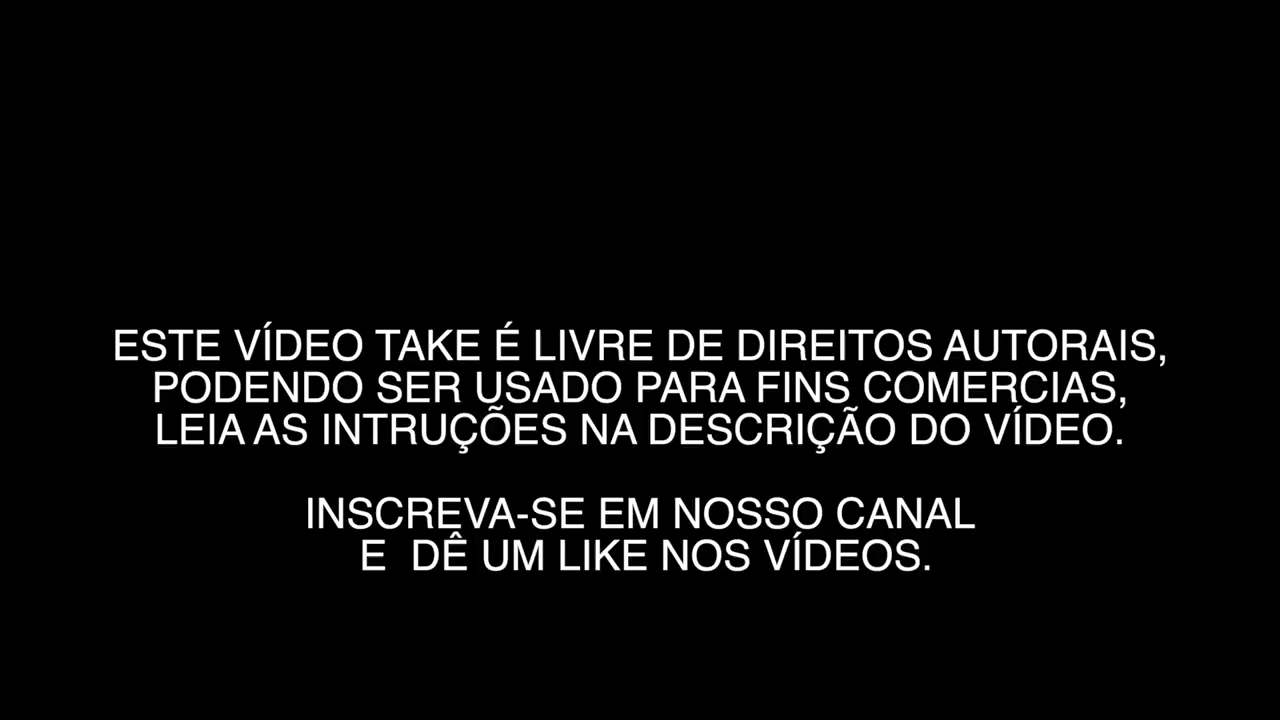 ESTE VÍDEO TAKE É LIVRE DE DIREITOS AUTORAIS,
PODENDO SER USADO PARA FINS COMERCIAS,
LEIA AS INTRUÇÕES NA DESCRIÇÃO DO VÍDEO.
INSCREVA-SE EM NOSSO CANAL
E  DÊ UM LIKE NOS VÍDEOS.